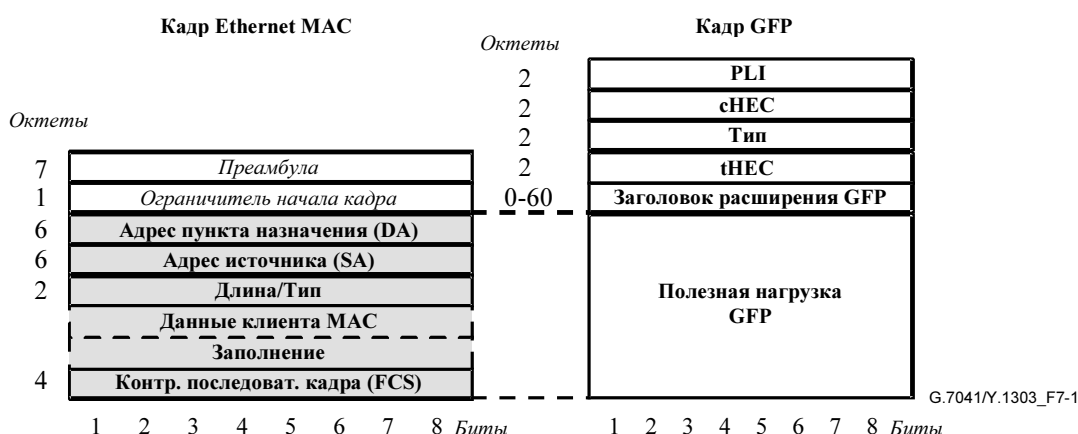 Кадр Ethernet MAC
Кадр GFP
Октеты
2 PLI
2 cHEC
2 Тип
2 tHEC
0-60 Заголовок расширения GFP
Полезная нагрузка
GFP
Октеты
7 Преамбула
1 Ограничитель начала кадра
6 Адрес пункта назначения (DA)
6 Адрес источника (SA)
2 Длина/Тип
Данные клиента MAC
Заполнение
4 Контр. последоват. кадра (FCS)
G.7041/Y.1303_F7-1
1 2 3 4 5 6 7 8 Биты
1 2 3 4 5 6 7 8 Биты